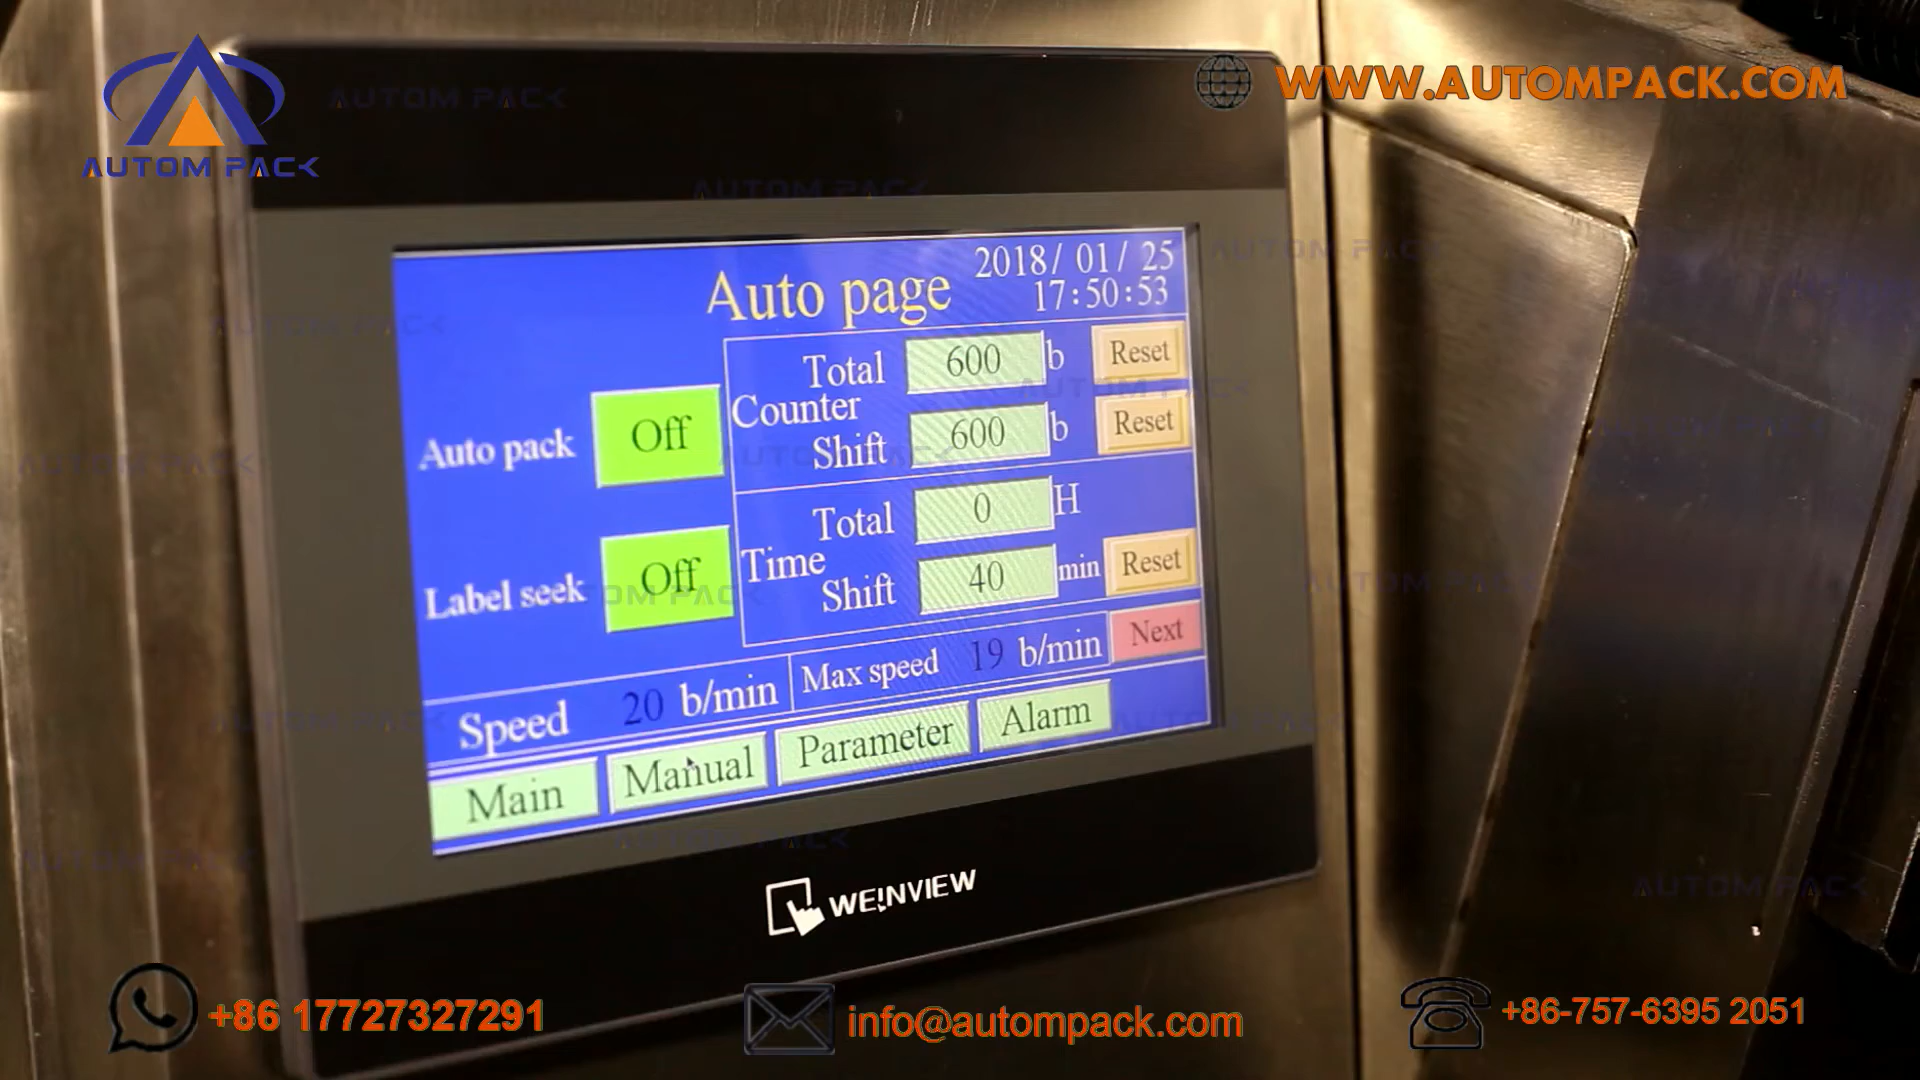 AUTOM PACK
WWW.AUTOMPACK.COM
Auto page
2018/ 01/ 25
17:50:53
Total 600 b Reset
Counter
Shift 600 b Reset
Auto pack Off
Total 0 H
Time
Shift 40 min Reset
Label seek Off
Speed 20 b/min
Max speed 19 b/min
Next
Main
Manual
Parameter
Alarm
WEINVIEW
+86 17727327291
info@autompack.com
+86-757-6395 2051